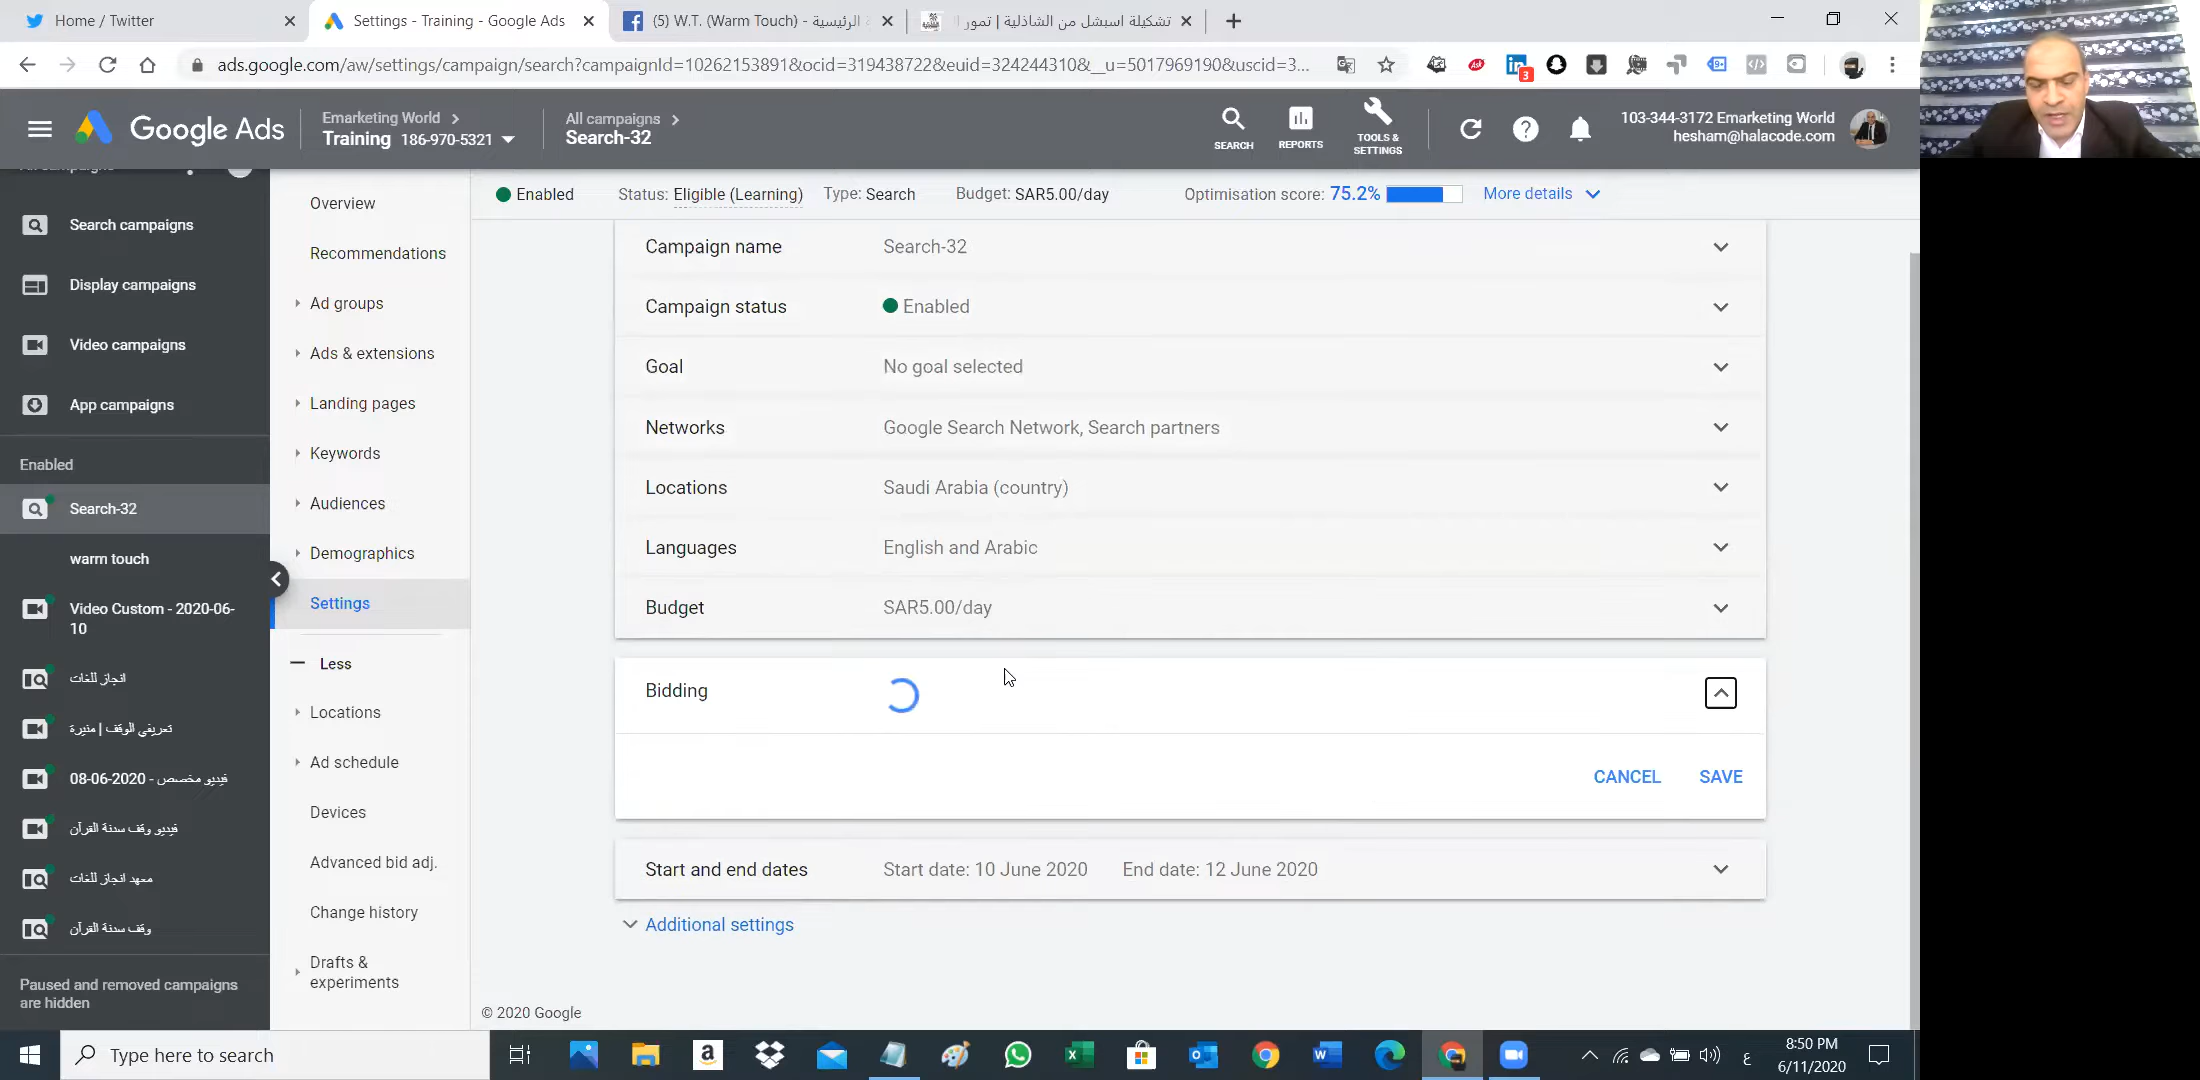 Home / Twitter
Settings - Training - Google Ads
(5) W.T. (Warm Touch) - الرئيسية
تشكيلة اسبشل من الشاذلية | تمور
ads.google.com/aw/settings/campaign/search?campaignId=10262153891&ocid=319438722&euid=324244310&__u=5017969190&uscid=3...
Google Ads
Emarketing World
Training 186-970-5321
All campaigns
Search-32
SEARCH
REPORTS
TOOLS &
SETTINGS
103-344-3172 Emarketing World
hesham@halacode.com
Search campaigns
Display campaigns
Video campaigns
App campaigns
Enabled
Search-32
warm touch
Video Custom - 2020-06-
10
انجاز للغات
تعريفي الوقف | منيرة
فيديو مخصص - 2020-06-08
فيديو وقف سدنة القرآن
معهد انجاز للغات
وقف سدنة القرآن
Paused and removed campaigns
are hidden
Overview
Recommendations
Ad groups
Ads & extensions
Landing pages
Keywords
Audiences
Demographics
Settings
Less
Locations
Ad schedule
Devices
Advanced bid adj.
Change history
Drafts &
experiments
Enabled
Status: Eligible (Learning)
Type: Search
Budget: SAR5.00/day
Optimisation score: 75.2%
More details
Campaign name
Search-32
Campaign status
Enabled
Goal
No goal selected
Networks
Google Search Network, Search partners
Locations
Saudi Arabia (country)
Languages
English and Arabic
Budget
SAR5.00/day
Bidding
CANCEL
SAVE
Start and end dates
Start date: 10 June 2020
End date: 12 June 2020
Additional settings
© 2020 Google
Type here to search
ع
8:50 PM
6/11/2020